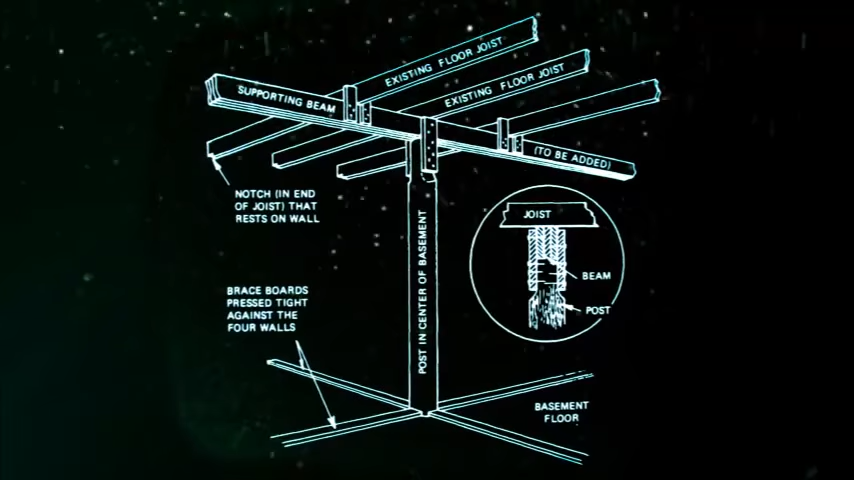 EXISTING FLOOR JOIST
EXISTING FLOOR JOIST
SUPPORTING BEAM
(TO BE ADDED)
NOTCH (IN END
OF JOIST) THAT
RESTS ON WALL
POST IN CENTER OF BASEMENT
JOIST
BEAM
POST
BRACE BOARDS
PRESSED TIGHT
AGAINST THE
FOUR WALLS
BASEMENT
FLOOR